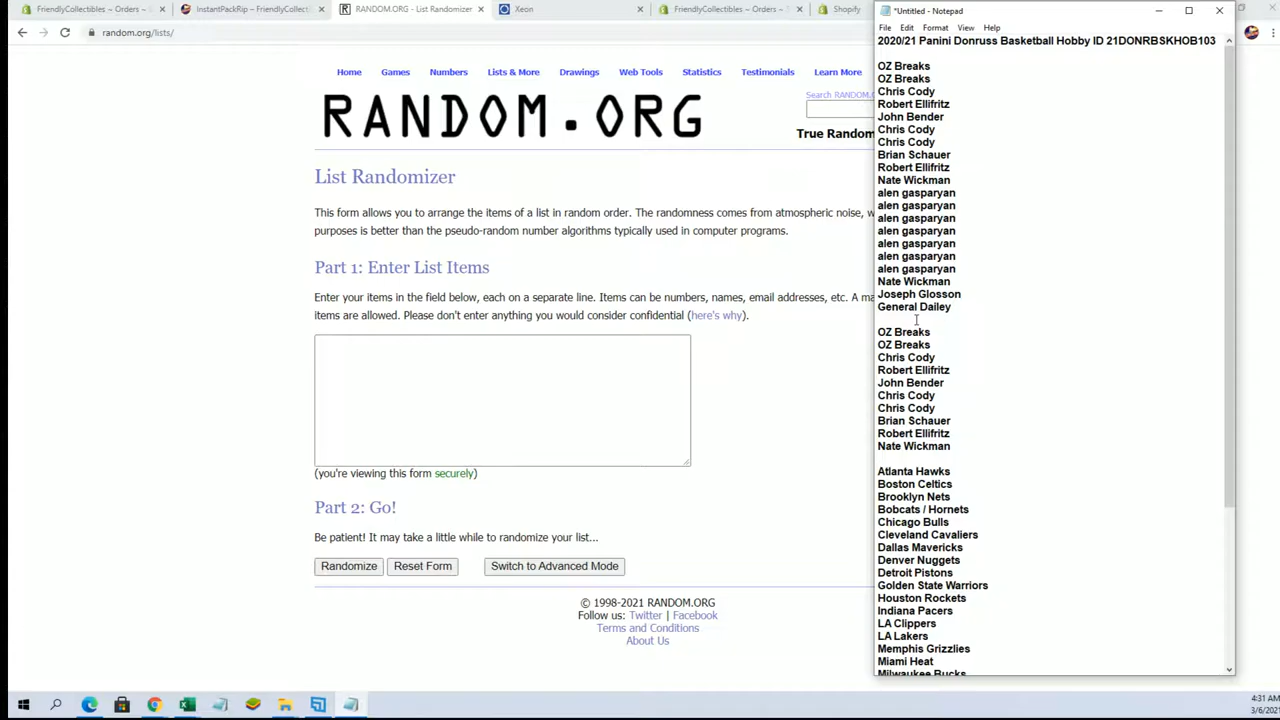 FriendlyCollectibles – Orders –
InstantPackRip – FriendlyCollect
RANDOM.ORG - List Randomizer
Xeon
FriendlyCollectibles – Orders –
Shopify
random.org/lists/
Home Games Numbers Lists & More Drawings Web Tools Statistics Testimonials Learn More
Search RANDOM.
RANDOM.ORG
True Random
List Randomizer
This form allows you to arrange the items of a list in random order. The randomness comes from atmospheric noise, w
purposes is better than the pseudo-random number algorithms typically used in computer programs.
Part 1: Enter List Items
Enter your items in the field below, each on a separate line. Items can be numbers, names, email addresses, etc. A ma
items are allowed. Please don't enter anything you would consider confidential (here's why).
(you're viewing this form securely)
Part 2: Go!
Be patient! It may take a little while to randomize your list...
Randomize Reset Form Switch to Advanced Mode
© 1998-2021 RANDOM.ORG
Follow us: Twitter | Facebook
Terms and Conditions
About Us
*Untitled - Notepad
File Edit Format View Help
2020/21 Panini Donruss Basketball Hobby ID 21DONRBSKHOB103
OZ Breaks
OZ Breaks
Chris Cody
Robert Ellifritz
John Bender
Chris Cody
Chris Cody
Brian Schauer
Robert Ellifritz
Nate Wickman
alen gasparyan
alen gasparyan
alen gasparyan
alen gasparyan
alen gasparyan
alen gasparyan
alen gasparyan
Nate Wickman
Joseph Glosson
General Dailey
OZ Breaks
OZ Breaks
Chris Cody
Robert Ellifritz
John Bender
Chris Cody
Chris Cody
Brian Schauer
Robert Ellifritz
Nate Wickman
Atlanta Hawks
Boston Celtics
Brooklyn Nets
Bobcats / Hornets
Chicago Bulls
Cleveland Cavaliers
Dallas Mavericks
Denver Nuggets
Detroit Pistons
Golden State Warriors
Houston Rockets
Indiana Pacers
LA Clippers
LA Lakers
Memphis Grizzlies
Miami Heat
Milwaukee Bucks
4:31 AM
3/6/2021